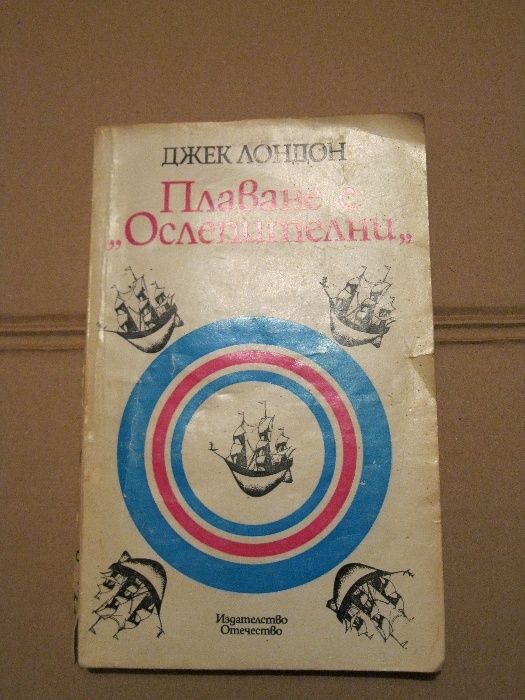 ДЖЕК ЛОНДОН
Плаване с
„Ослепителни„
Издателство
Отечество